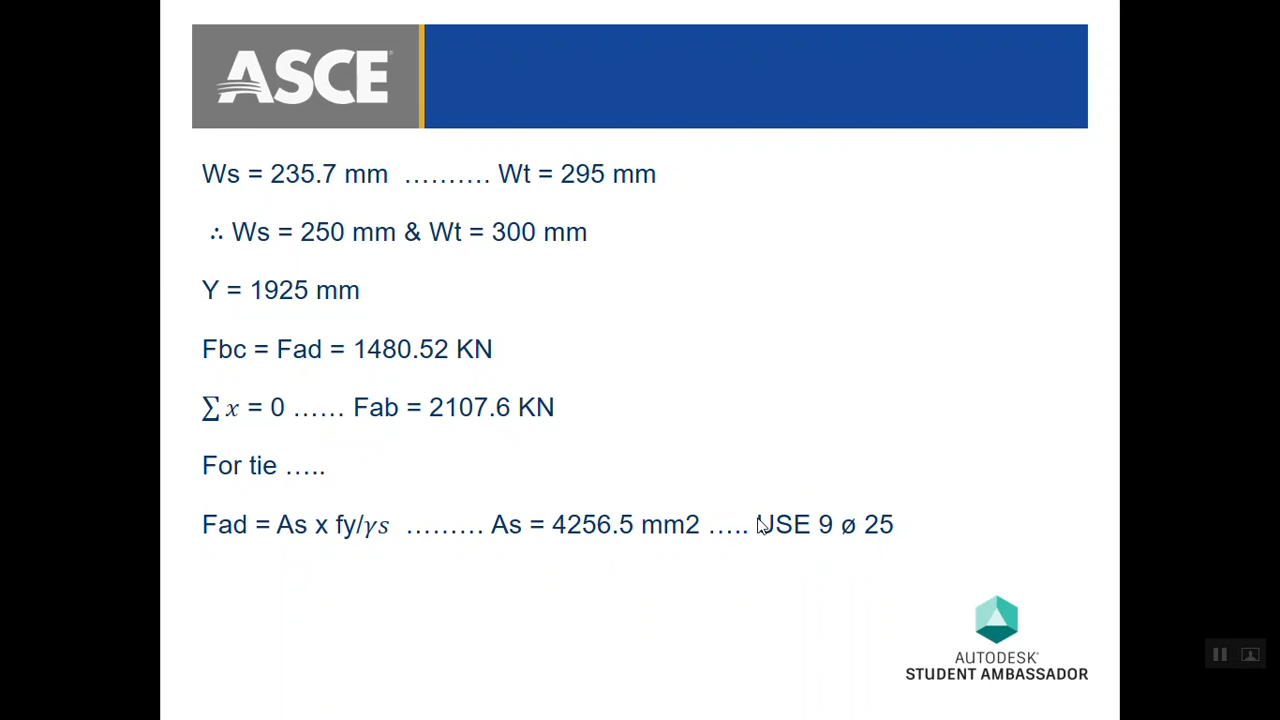 ASCE
Ws = 235.7 mm ………. Wt = 295 mm
∴ Ws = 250 mm & Wt = 300 mm
Y = 1925 mm
Fbc = Fad = 1480.52 KN
∑ 𝑥 = 0 …… Fab = 2107.6 KN
For tie …..
Fad = As x fy/𝛾𝑠 ……… As = 4256.5 mm2 ….. USE 9 ø 25
AUTODESK®
STUDENT AMBASSADOR